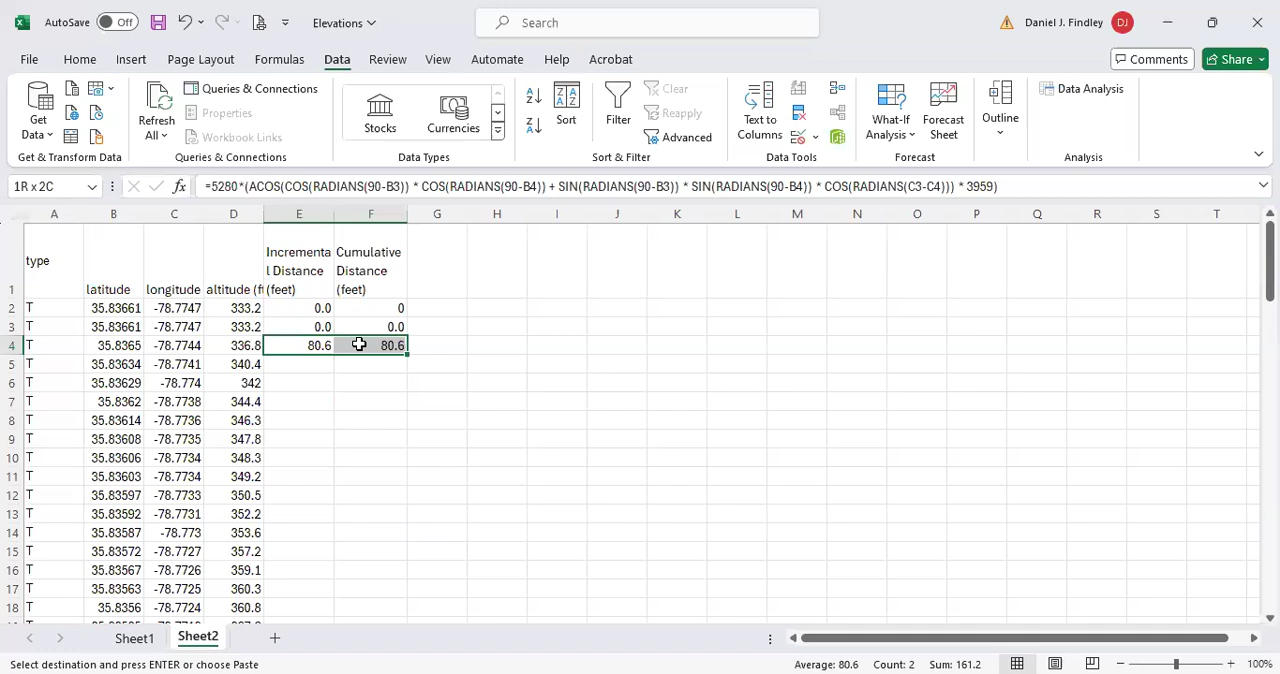 AutoSave Off Elevations Search Daniel J. Findley DJ
File Home Insert Page Layout Formulas Data Review View Automate Help Acrobat Comments Share
Get Data
Refresh All
Queries & Connections
Properties
Workbook Links
Stocks Currencies
Sort
Filter
Clear
Reapply
Advanced
Text to Columns
What-If Analysis
Forecast Sheet
Outline
Data Analysis
Get & Transform Data Queries & Connections Data Types Sort & Filter Data Tools Forecast Analysis
1R x 2C fx =5280*(ACOS(COS(RADIANS(90-B3)) * COS(RADIANS(90-B4)) + SIN(RADIANS(90-B3)) * SIN(RADIANS(90-B4)) * COS(RADIANS(C3-C4))) * 3959)
A B C D E F G H I J K L M N O P Q R S T
1 type latitude longitude altitude (ft Incremental Distance (feet) Cumulative Distance (feet)
2 T 35.83661 -78.7747 333.2 0.0 0
3 T 35.83661 -78.7747 333.2 0.0 0.0
4 T 35.8365 -78.7744 336.8 80.6 80.6
5 T 35.83634 -78.7741 340.4
6 T 35.83629 -78.774 342
7 T 35.8362 -78.7738 344.4
8 T 35.83614 -78.7736 346.3
9 T 35.83608 -78.7735 347.8
10 T 35.83606 -78.7734 348.3
11 T 35.83603 -78.7734 349.2
12 T 35.83597 -78.7733 350.5
13 T 35.83592 -78.7731 352.2
14 T 35.83587 -78.773 353.6
15 T 35.83572 -78.7727 357.2
16 T 35.83567 -78.7726 359.1
17 T 35.83563 -78.7725 360.3
18 T 35.8356 -78.7724 360.8
Sheet1 Sheet2
Select destination and press ENTER or choose Paste Average: 80.6 Count: 2 Sum: 161.2 100%